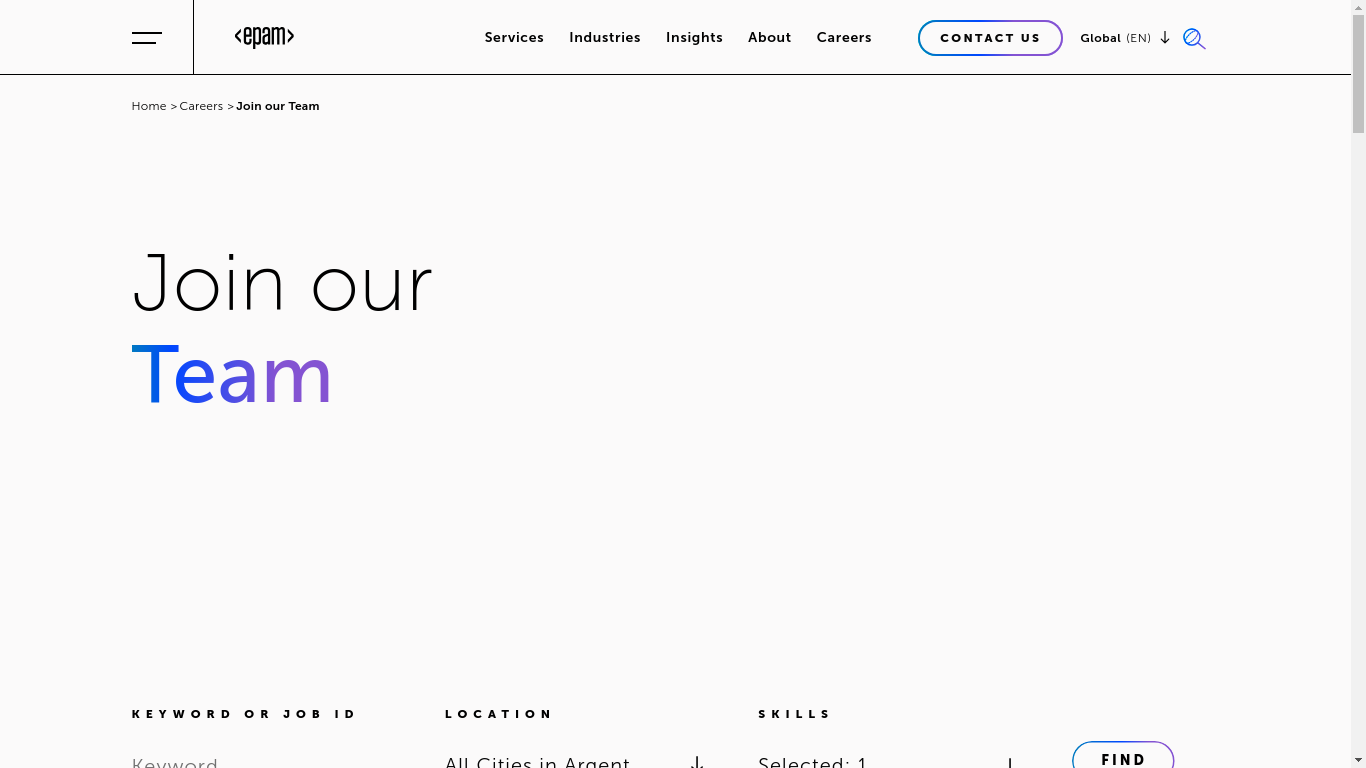 <epam>
Services Industries Insights About Careers
CONTACT US
Global (EN)
Home > Careers > Join our Team
Join our
Team
KEYWORD OR JOB ID LOCATION SKILLS
Keyword All Cities in Argent Selected: 1 FIND